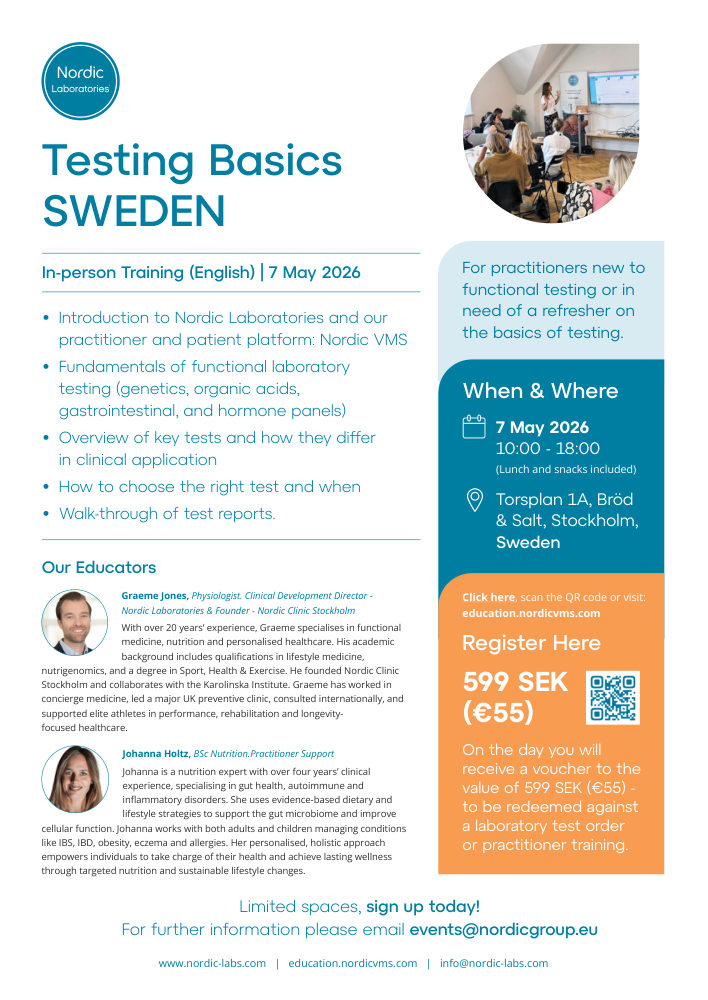 Nordic
Laboratories
Testing Basics
SWEDEN
In-person Training (English) | 7 May 2026
• Introduction to Nordic Laboratories and our
practitioner and patient platform: Nordic VMS
• Fundamentals of functional laboratory
testing (genetics, organic acids,
gastrointestinal, and hormone panels)
• Overview of key tests and how they differ
in clinical application
• How to choose the right test and when
• Walk-through of test reports.
Our Educators
Graeme Jones, Physiologist. Clinical Development Director -
Nordic Laboratories & Founder - Nordic Clinic Stockholm
With over 20 years’ experience, Graeme specialises in functional
medicine, nutrition and personalised healthcare. His academic
background includes qualifications in lifestyle medicine,
nutrigenomics, and a degree in Sport, Health & Exercise. He founded Nordic Clinic
Stockholm and collaborates with the Karolinska Institute. Graeme has worked in
concierge medicine, led a major UK preventive clinic, consulted internationally, and
supported elite athletes in performance, rehabilitation and longevity-
focused healthcare.
Johanna Holtz, BSc Nutrition.Practitioner Support
Johanna is a nutrition expert with over four years’ clinical
experience, specialising in gut health, autoimmune and
inflammatory disorders. She uses evidence-based dietary and
lifestyle strategies to support the gut microbiome and improve
cellular function. Johanna works with both adults and children managing conditions
like IBS, IBD, obesity, eczema and allergies. Her personalised, holistic approach
empowers individuals to take charge of their health and achieve lasting wellness
through targeted nutrition and sustainable lifestyle changes.
For practitioners new to
functional testing or in
need of a refresher on
the basics of testing.
When & Where
7 May 2026
10:00 - 18:00
(Lunch and snacks included)
Torsplan 1A, Bröd
& Salt, Stockholm,
Sweden
Click here, scan the QR code or visit:
education.nordicvms.com
Register Here
599 SEK
(€55)
On the day you will
receive a voucher to the
value of 599 SEK (€55) -
to be redeemed against
a laboratory test order
or practitioner training.
Limited spaces, sign up today!
For further information please email events@nordicgroup.eu
www.nordic-labs.com | education.nordicvms.com | info@nordic-labs.com